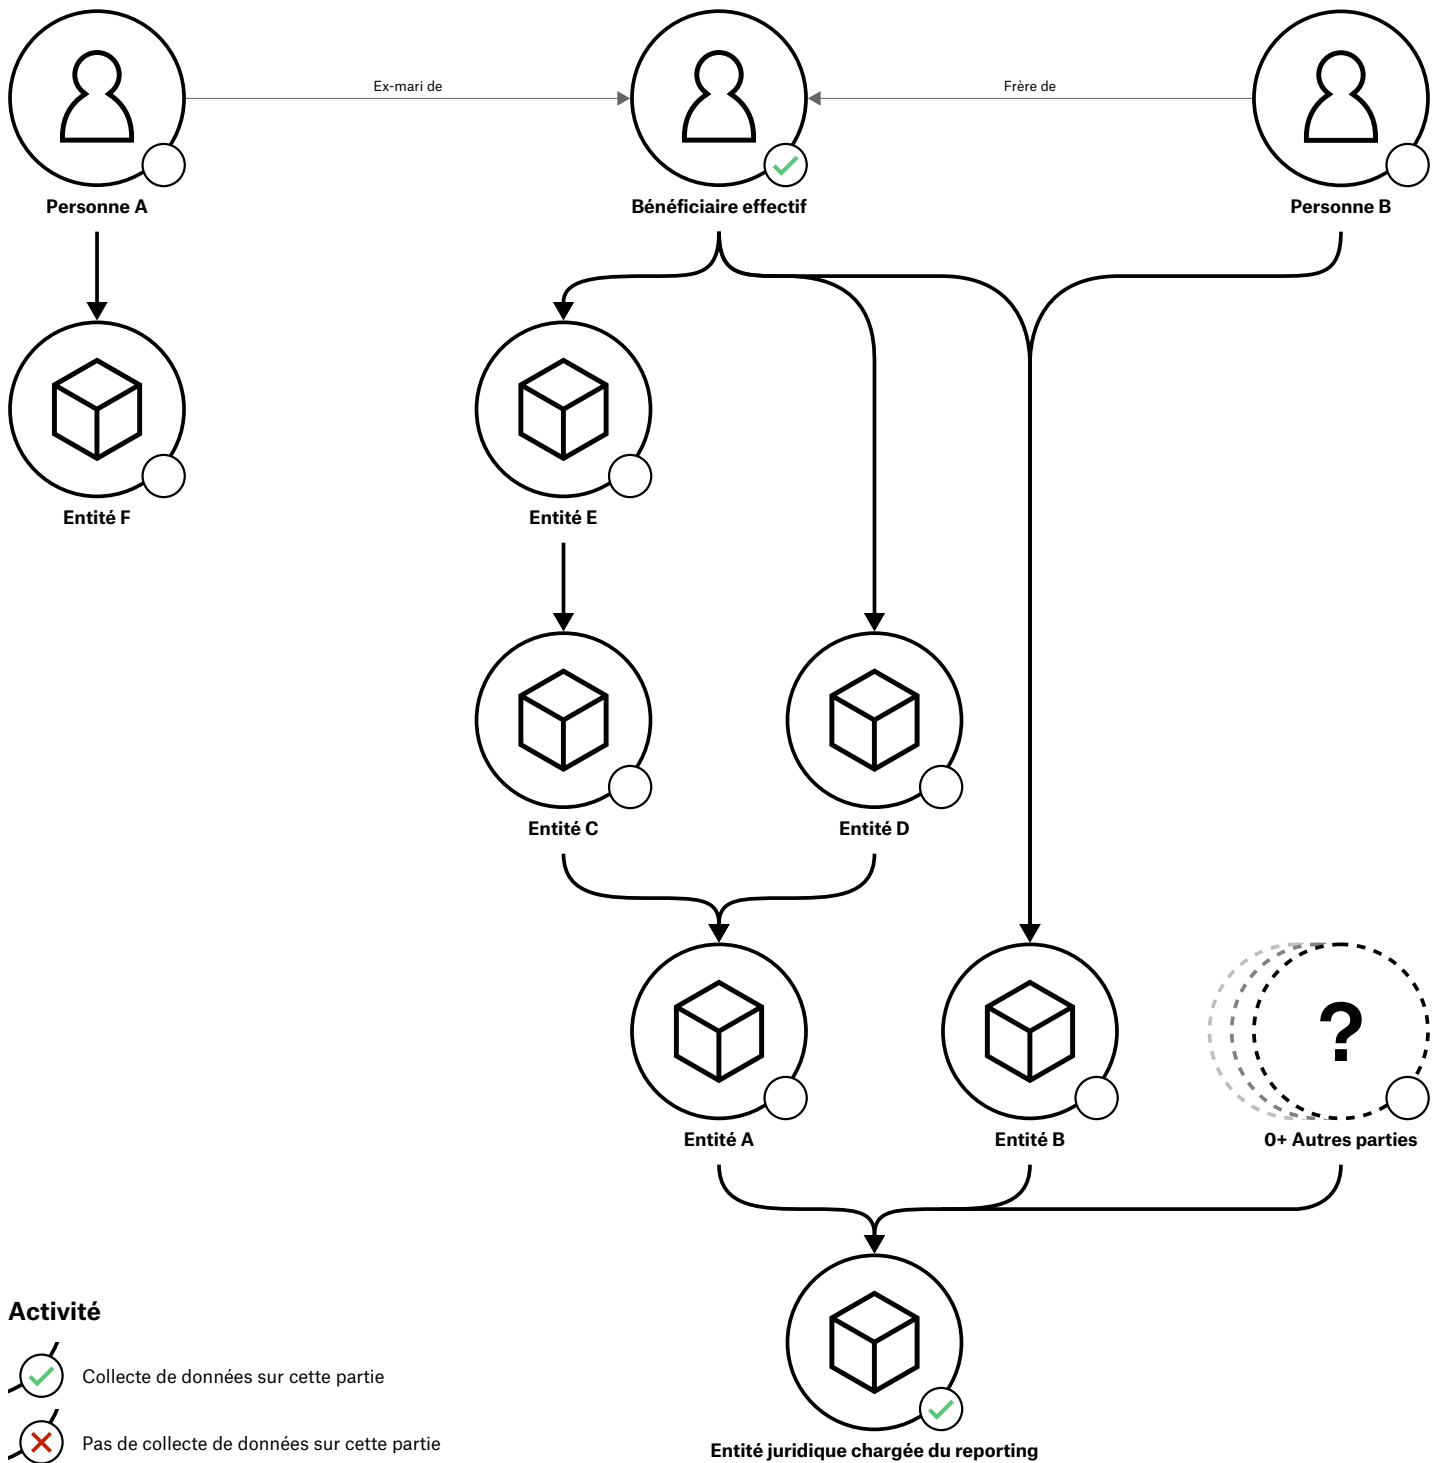 Ex-mari de
Frère de
Personne A
Bénéficiaire effectif
Personne B
Entité F
Entité E
Entité C
Entité D
Entité A
Entité B
?
0+ Autres parties
Activité
Collecte de données sur cette partie
Pas de collecte de données sur cette partie
Entité juridique chargée du reporting